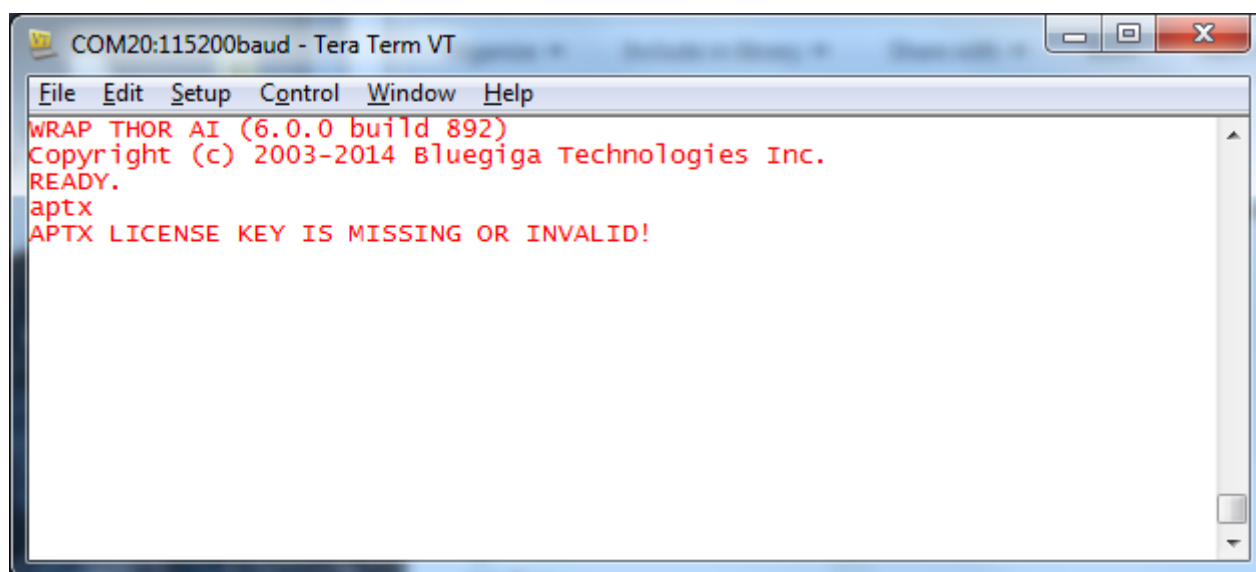 COM20:115200baud - Tera Term VT
File Edit Setup Control Window Help
WRAP THOR AI (6.0.0 build 892)
Copyright (c) 2003-2014 Bluegiga Technologies Inc.
READY.
aptx
APTX LICENSE KEY IS MISSING OR INVALID!